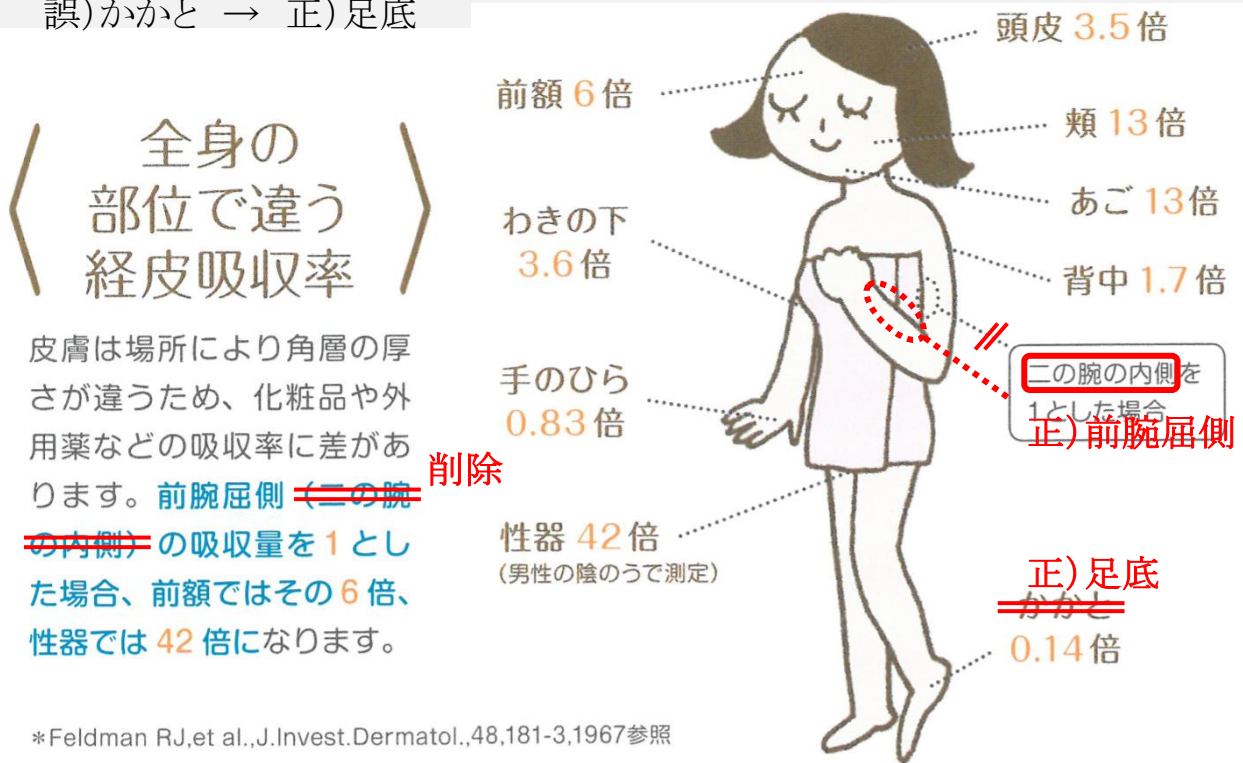 誤)かかと → 正)足底
全身の
部位で違う
経皮吸収率
皮膚は場所により角層の厚
さが違うため、化粧品や外
用薬などの吸収率に差があ
ります。前腕屈側(二の腕
の内側)の吸収量を1とし
た場合、前額ではその6倍、
性器では42倍になります。
削除
*Feldman RJ,et al.,J.Invest.Dermatol.,48,181-3,1967参照
前額 6倍
わきの下
3.6倍
手のひら
0.83倍
性器 42倍
(男性の陰のうで測定)
頭皮 3.5倍
頬 13倍
あご 13倍
背中 1.7倍
二の腕の内側を
1とした場合
正)前腕屈側
正)足底
かかと
0.14倍